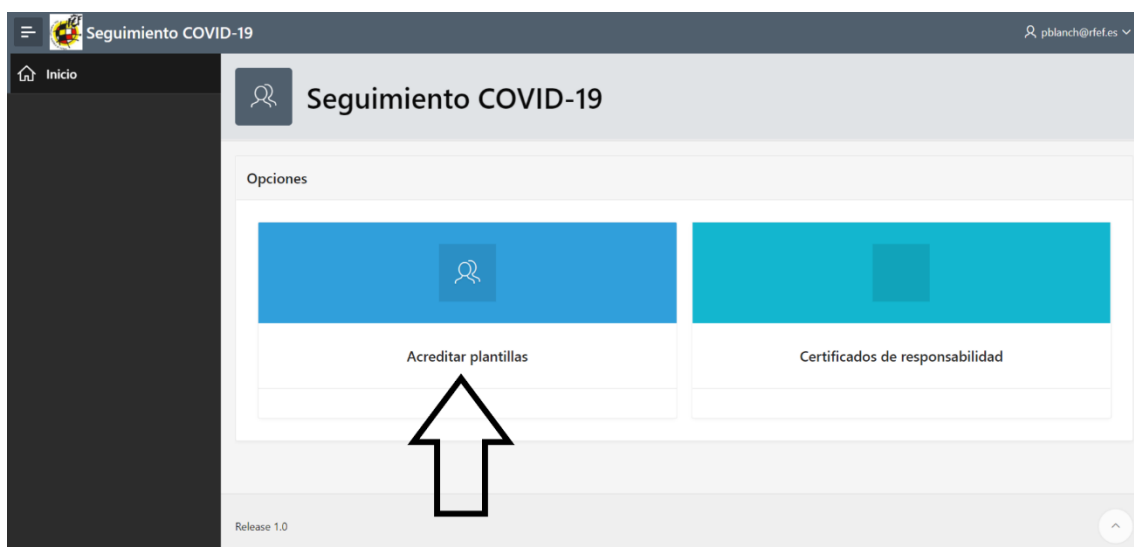 Seguimiento COVID-19
pblanch@rfef.es
Inicio
Seguimiento COVID-19
Opciones
Acreditar plantillas
Certificados de responsabilidad
Release 1.0